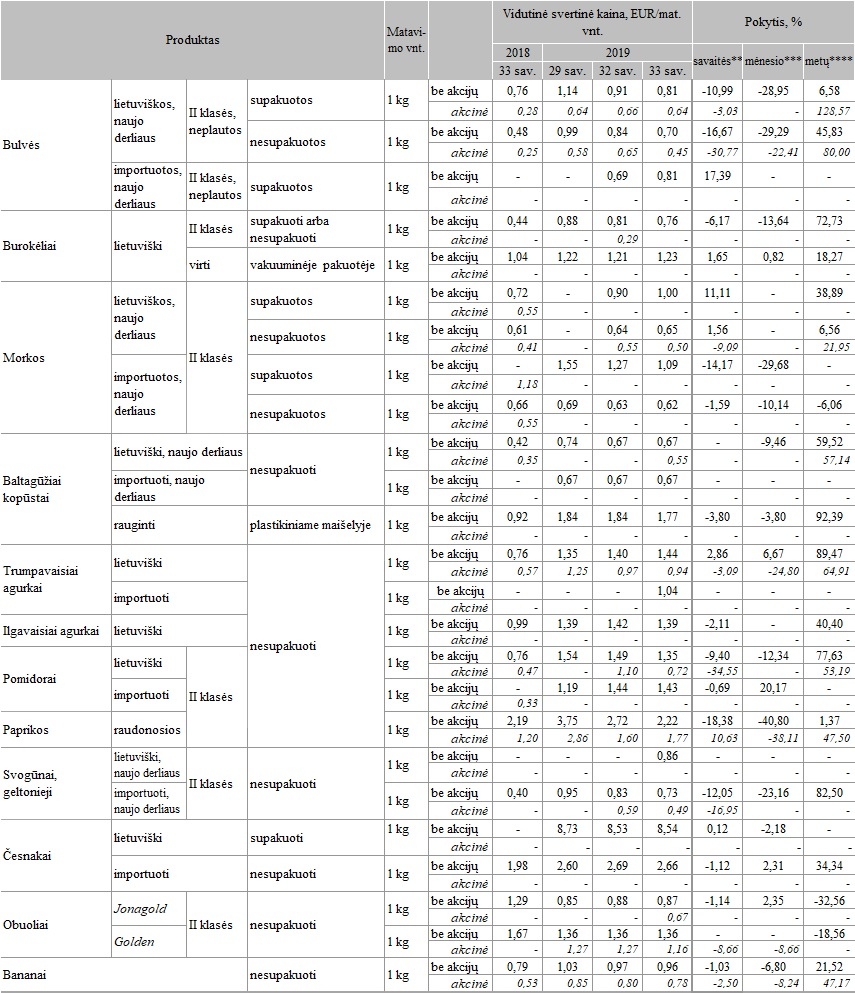 Produktas Matavi-mo vnt. Vidutinė svertinė kaina, EUR/mat. vnt. Pokytis, %
2018 2019 savaitės** mėnesio*** metų****
33 sav. 29 sav. 32 sav. 33 sav.
Bulvės lietuviškos, naujo derliaus II klasės, neplautos supakuotos 1 kg be akcijų 0,76 1,14 0,91 0,81 -10,99 -28,95 6,58
akcinė 0,28 0,64 0,66 0,64 -3,03 - 128,57
nesupakuotos 1 kg be akcijų 0,48 0,99 0,84 0,70 -16,67 -29,29 45,83
akcinė 0,25 0,58 0,65 0,45 -30,77 -22,41 80,00
importuotos, naujo derliaus II klasės, neplautos supakuotos 1 kg be akcijų - - 0,69 0,81 17,39 - -
akcinė - - - - - - -
Burokėliai lietuviški II klasės supakuoti arba nesupakuoti 1 kg be akcijų 0,44 0,88 0,81 0,76 -6,17 -13,64 72,73
akcinė - - 0,29 - - - -
virti vakuuminėje pakuotėje 1 kg be akcijų 1,04 1,22 1,21 1,23 1,65 0,82 18,27
akcinė - - - - - - -
Morkos lietuviškos, naujo derliaus II klasės supakuotos 1 kg be akcijų 0,72 - 0,90 1,00 11,11 - 38,89
akcinė 0,55 - - - - - -
nesupakuotos 1 kg be akcijų 0,61 - 0,64 0,65 1,56 - 6,56
akcinė 0,41 - 0,55 0,50 -9,09 - 21,95
importuotos, naujo derliaus supakuotos 1 kg be akcijų - 1,55 1,27 1,09 -14,17 -29,68 -
akcinė 1,18 - - - - - -
nesupakuotos 1 kg be akcijų 0,66 0,69 0,63 0,62 -1,59 -10,14 -6,06
akcinė 0,55 - - - - - -
Baltagūžiai kopūstai lietuviški, naujo derliaus nesupakuoti 1 kg be akcijų 0,42 0,74 0,67 0,67 - -9,46 59,52
akcinė 0,35 - - 0,55 - - 57,14
importuoti, naujo derliaus 1 kg be akcijų - 0,67 0,67 0,67 - - -
akcinė - - - - - - -
rauginti plastikiniame maišelyje 1 kg be akcijų 0,92 1,84 1,84 1,77 -3,80 -3,80 92,39
akcinė - - - - - - -
Trumpavaisiai agurkai lietuviški nesupakuoti 1 kg be akcijų 0,76 1,35 1,40 1,44 2,86 6,67 89,47
akcinė 0,57 1,25 0,97 0,94 -3,09 -24,80 64,91
importuoti 1 kg be akcijų - - - 1,04 - - -
akcinė - - - - - - -
Ilgavaisiai agurkai lietuviški 1 kg be akcijų 0,99 1,39 1,42 1,39 -2,11 - 40,40
akcinė - - - - - - -
Pomidorai lietuviški II klasės 1 kg be akcijų 0,76 1,54 1,49 1,35 -9,40 -12,34 77,63
akcinė 0,47 - 1,10 0,72 -34,55 - 53,19
importuoti 1 kg be akcijų - 1,19 1,44 1,43 -0,69 20,17 -
akcinė 0,33 - - - - - -
Paprikos raudonosios 1 kg be akcijų 2,19 3,75 2,72 2,22 -18,38 -40,80 1,37
akcinė 1,20 2,86 1,60 1,77 10,63 -38,11 47,50
Svogūnai, geltonieji lietuviški, naujo derliaus II klasės nesupakuoti 1 kg be akcijų - - - 0,86 - - -
akcinė - - - - - - -
importuoti, naujo derliaus 1 kg be akcijų 0,40 0,95 0,83 0,73 -12,05 -23,16 82,50
akcinė - - 0,59 0,49 -16,95 - -
Česnakai lietuviški supakuoti 1 kg be akcijų - 8,73 8,53 8,54 0,12 -2,18 -
akcinė - - - - - - -
importuoti nesupakuoti 1 kg be akcijų 1,98 2,60 2,69 2,66 -1,12 2,31 34,34
akcinė - - - - - - -
Obuoliai Jonagold II klasės nesupakuoti 1 kg be akcijų 1,29 0,85 0,88 0,87 -1,14 2,35 -32,56
akcinė - - - 0,67 - - -
Golden 1 kg be akcijų 1,67 1,36 1,36 1,36 - - -18,56
akcinė - 1,27 1,27 1,16 -8,66 -8,66 -
Bananai nesupakuoti 1 kg be akcijų 0,79 1,03 0,97 0,96 -1,03 -6,80 21,52
akcinė 0,53 0,85 0,80 0,78 -2,50 -8,24 47,17